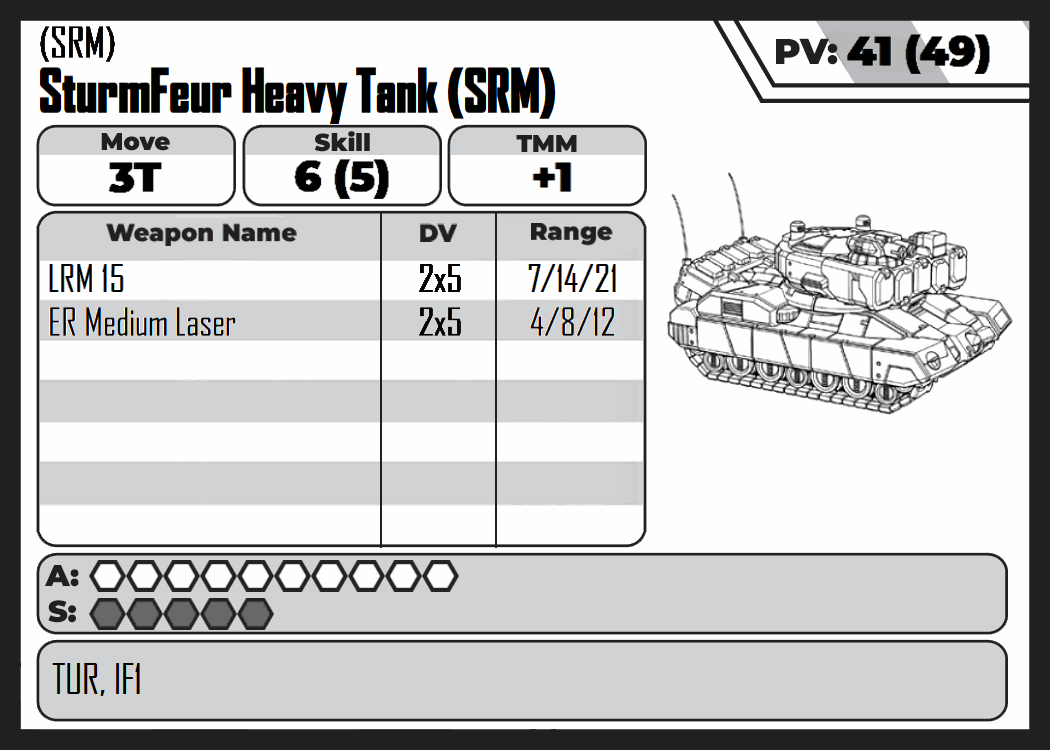 (SRM)
SturmFeur Heavy Tank (SRM)
PV: 41 (49)
Move Skill TMM
3T 6 (5) +1
Weapon Name DV Range
LRM 15 2x5 7/14/21
ER Medium Laser 2x5 4/8/12
A:
S:
TUR, IF1